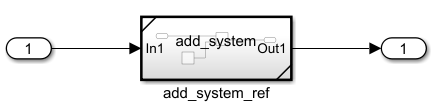 1
In1
add_system
Out1
1
add_system_ref